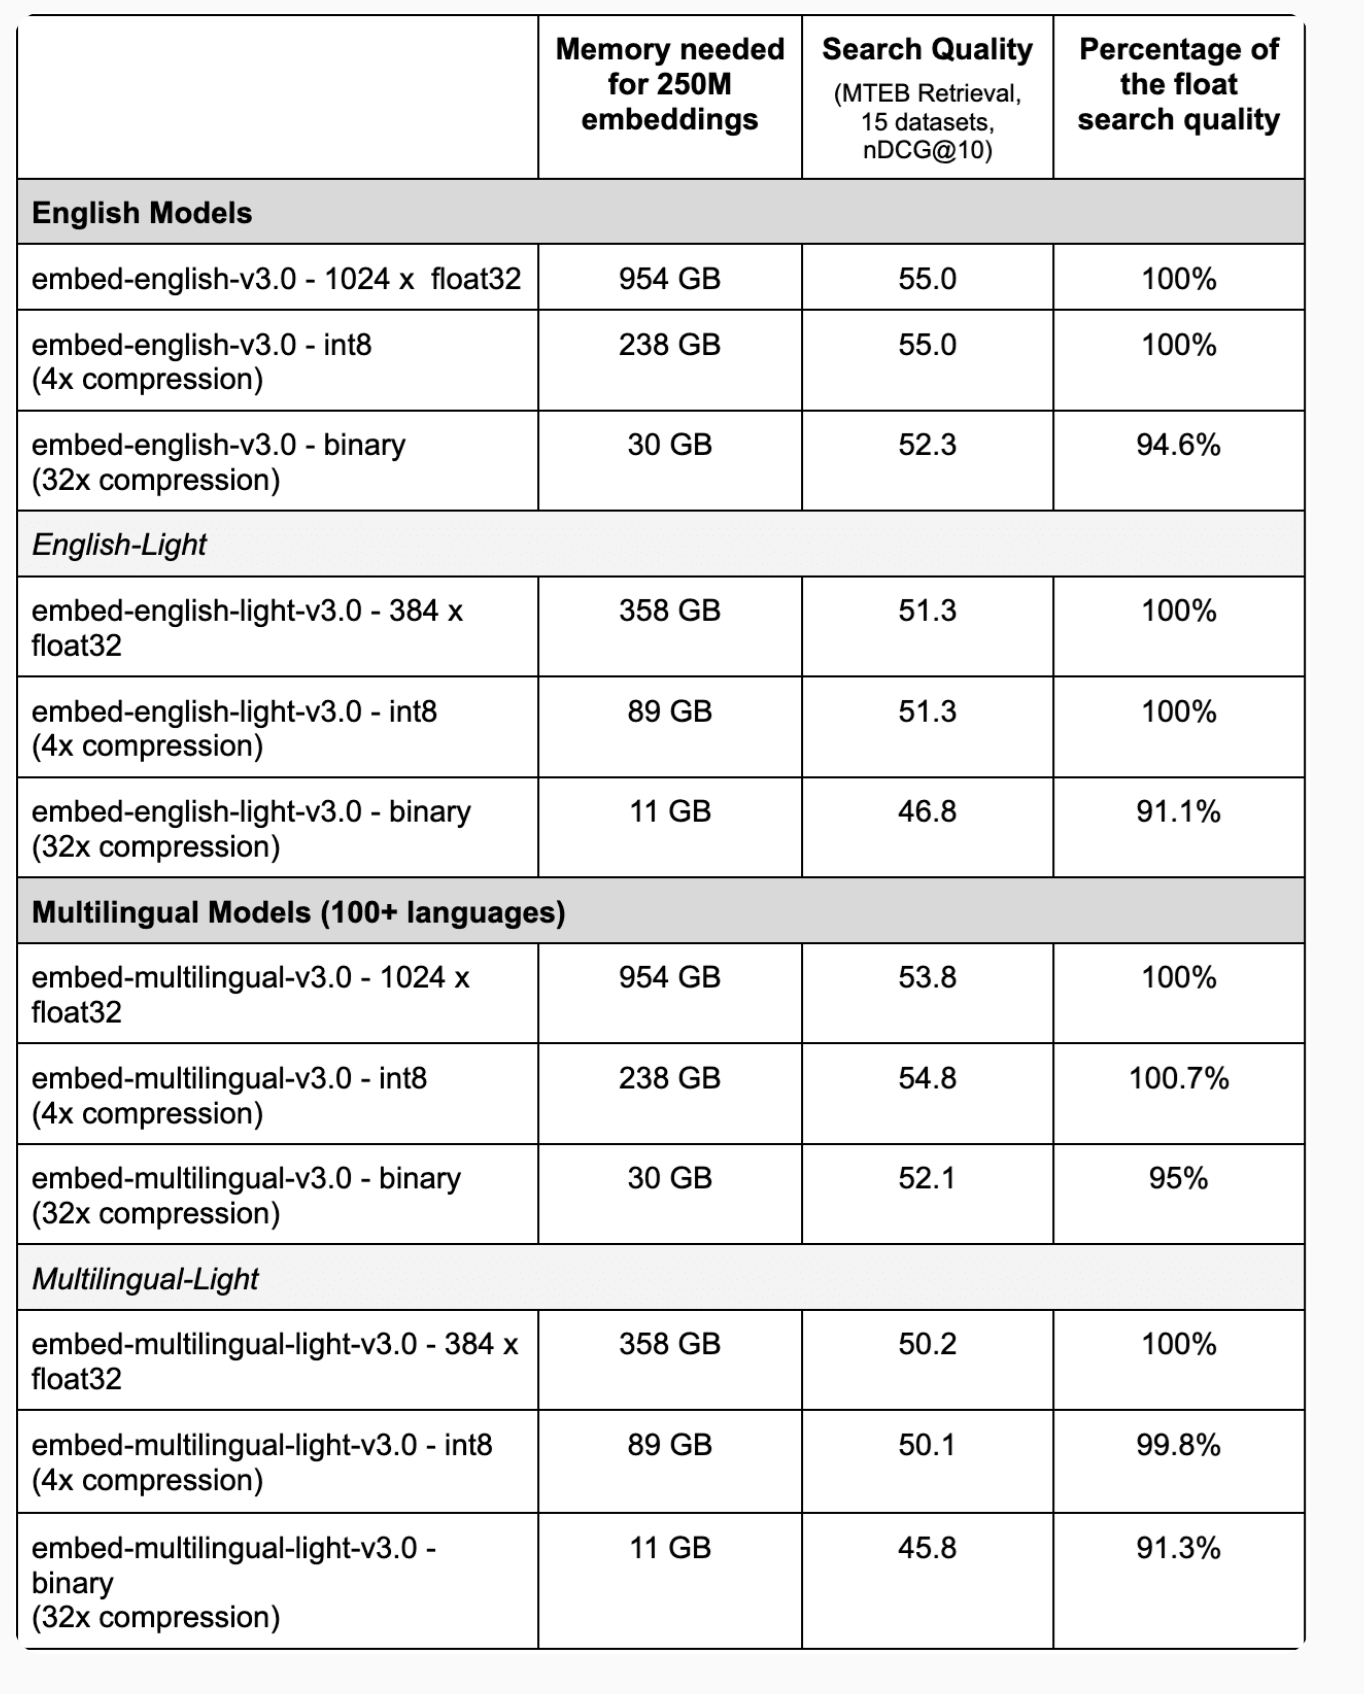 Memory needed
for 250M
embeddings
Search Quality
(MTEB Retrieval,
15 datasets,
nDCG@10)
Percentage of
the float
search quality
English Models
embed-english-v3.0 - 1024 x  float32
954 GB
55.0
100%
embed-english-v3.0 - int8
(4x compression)
238 GB
55.0
100%
embed-english-v3.0 - binary
(32x compression)
30 GB
52.3
94.6%
English-Light
embed-english-light-v3.0 - 384 x
float32
358 GB
51.3
100%
embed-english-light-v3.0 - int8
(4x compression)
89 GB
51.3
100%
embed-english-light-v3.0 - binary
(32x compression)
11 GB
46.8
91.1%
Multilingual Models (100+ languages)
embed-multilingual-v3.0 - 1024 x
float32
954 GB
53.8
100%
embed-multilingual-v3.0 - int8
(4x compression)
238 GB
54.8
100.7%
embed-multilingual-v3.0 - binary
(32x compression)
30 GB
52.1
95%
Multilingual-Light
embed-multilingual-light-v3.0 - 384 x
float32
358 GB
50.2
100%
embed-multilingual-light-v3.0 - int8
(4x compression)
89 GB
50.1
99.8%
embed-multilingual-light-v3.0 -
binary
(32x compression)
11 GB
45.8
91.3%